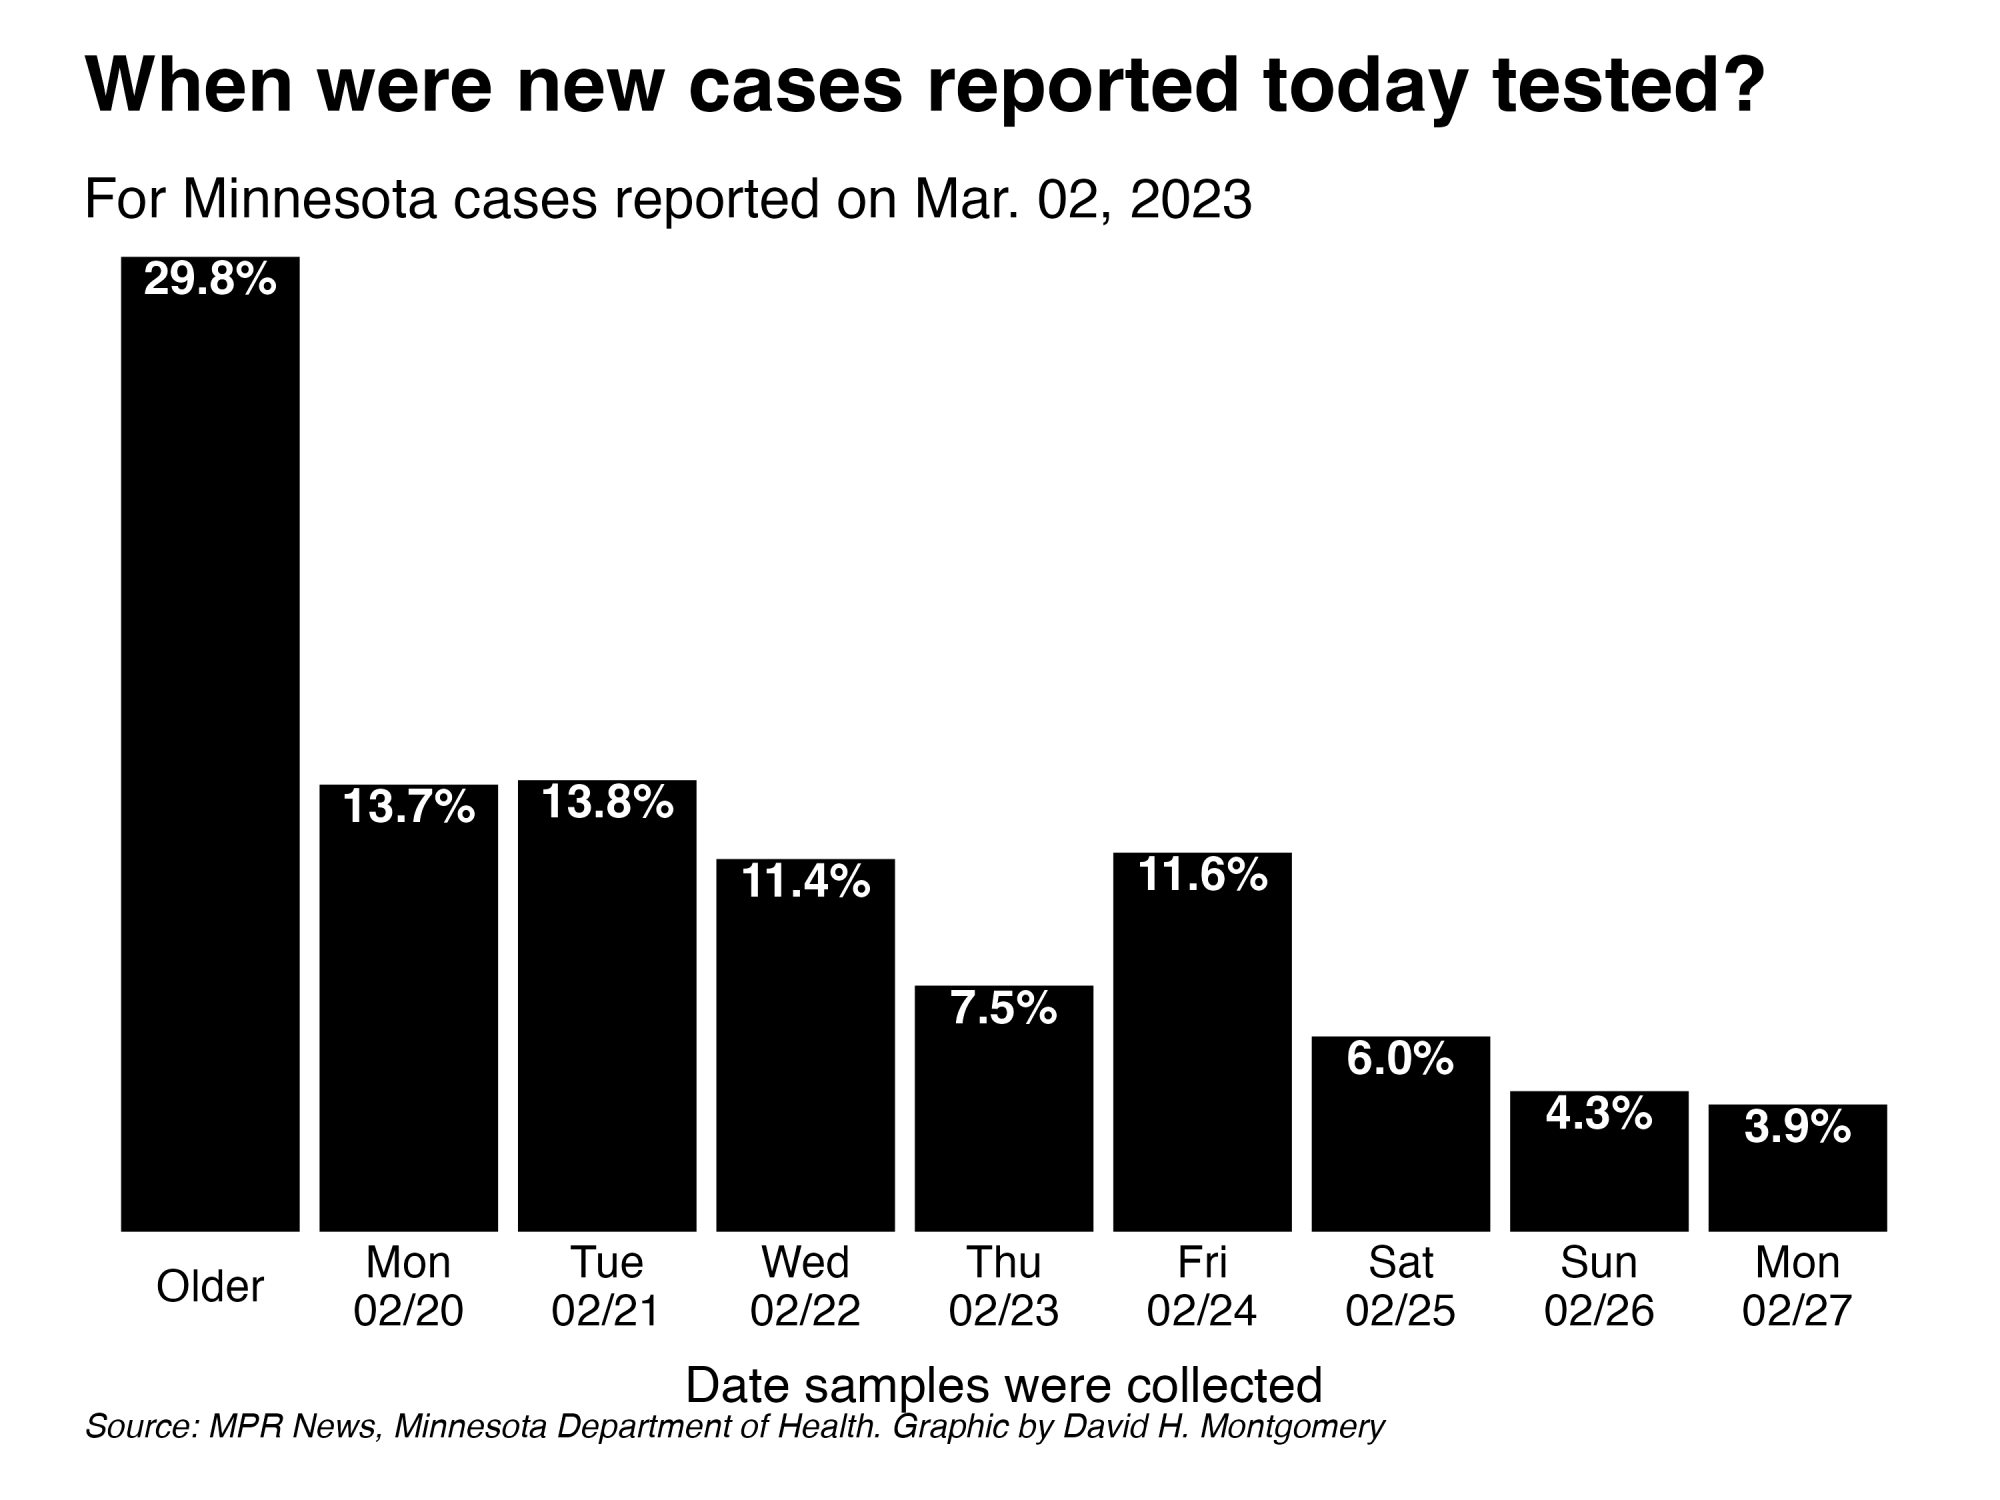 When were new cases reported today tested?
For Minnesota cases reported on Mar. 02, 2023
29.8%
13.7%
13.8%
11.4%
7.5%
11.6%
6.0%
4.3%
3.9%
Older
Mon
02/20
Tue
02/21
Wed
02/22
Thu
02/23
Fri
02/24
Sat
02/25
Sun
02/26
Mon
02/27
Date samples were collected
Source: MPR News, Minnesota Department of Health. Graphic by David H. Montgomery